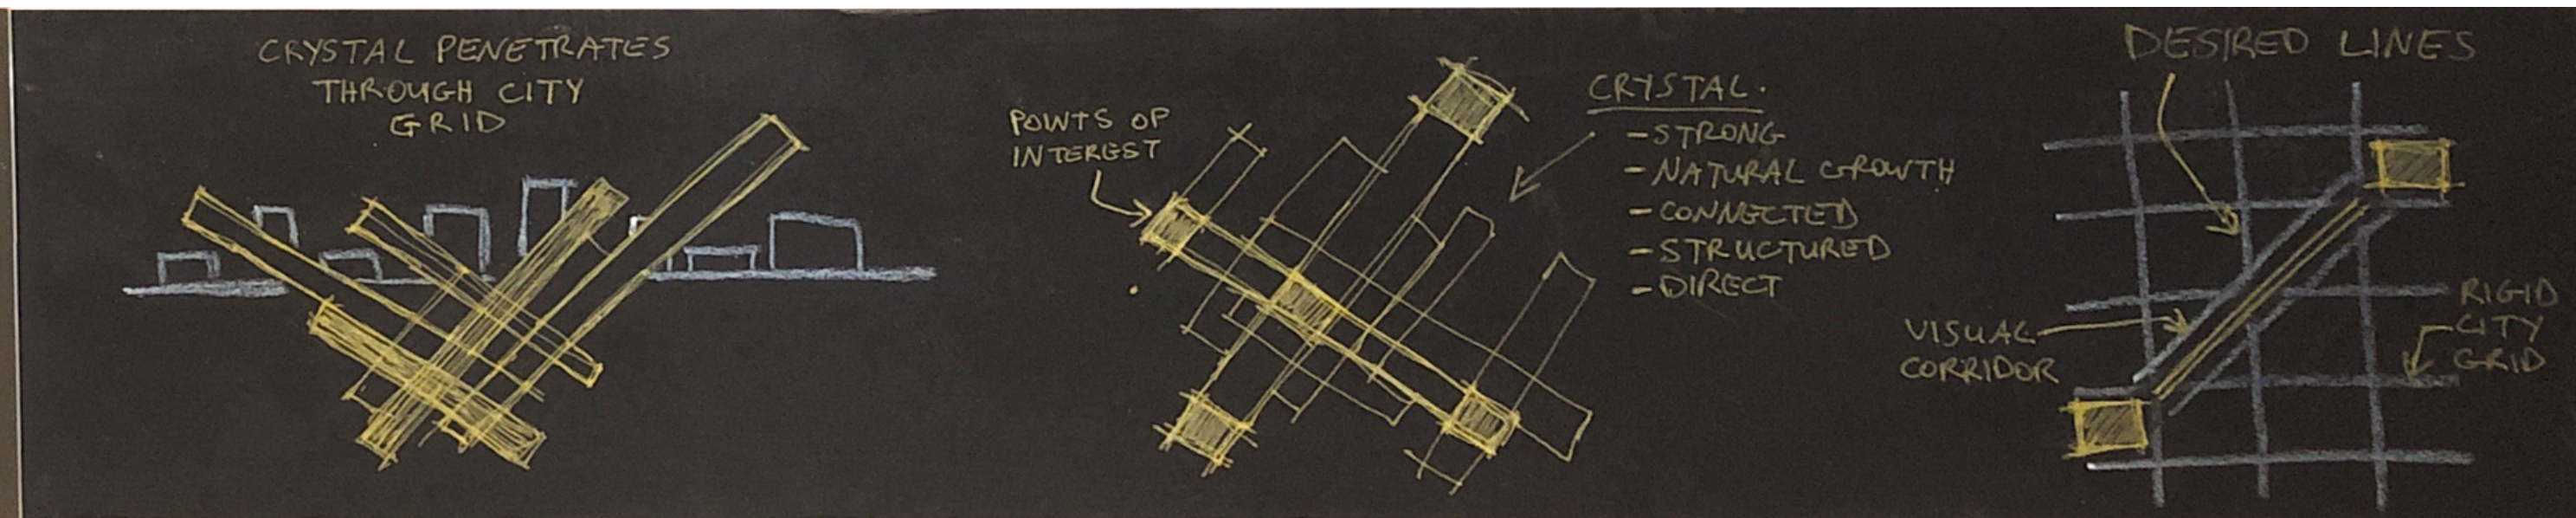 CRYSTAL PENETRATES
THROUGH CITY
GRID
POINTS OF
INTEREST
CRYSTAL.
- STRONG
- NATURAL GROWTH
- CONNECTED
- STRUCTURED
- DIRECT
DESIRED LINES
VISUAL
CORRIDOR
RIGID
CITY
GRID